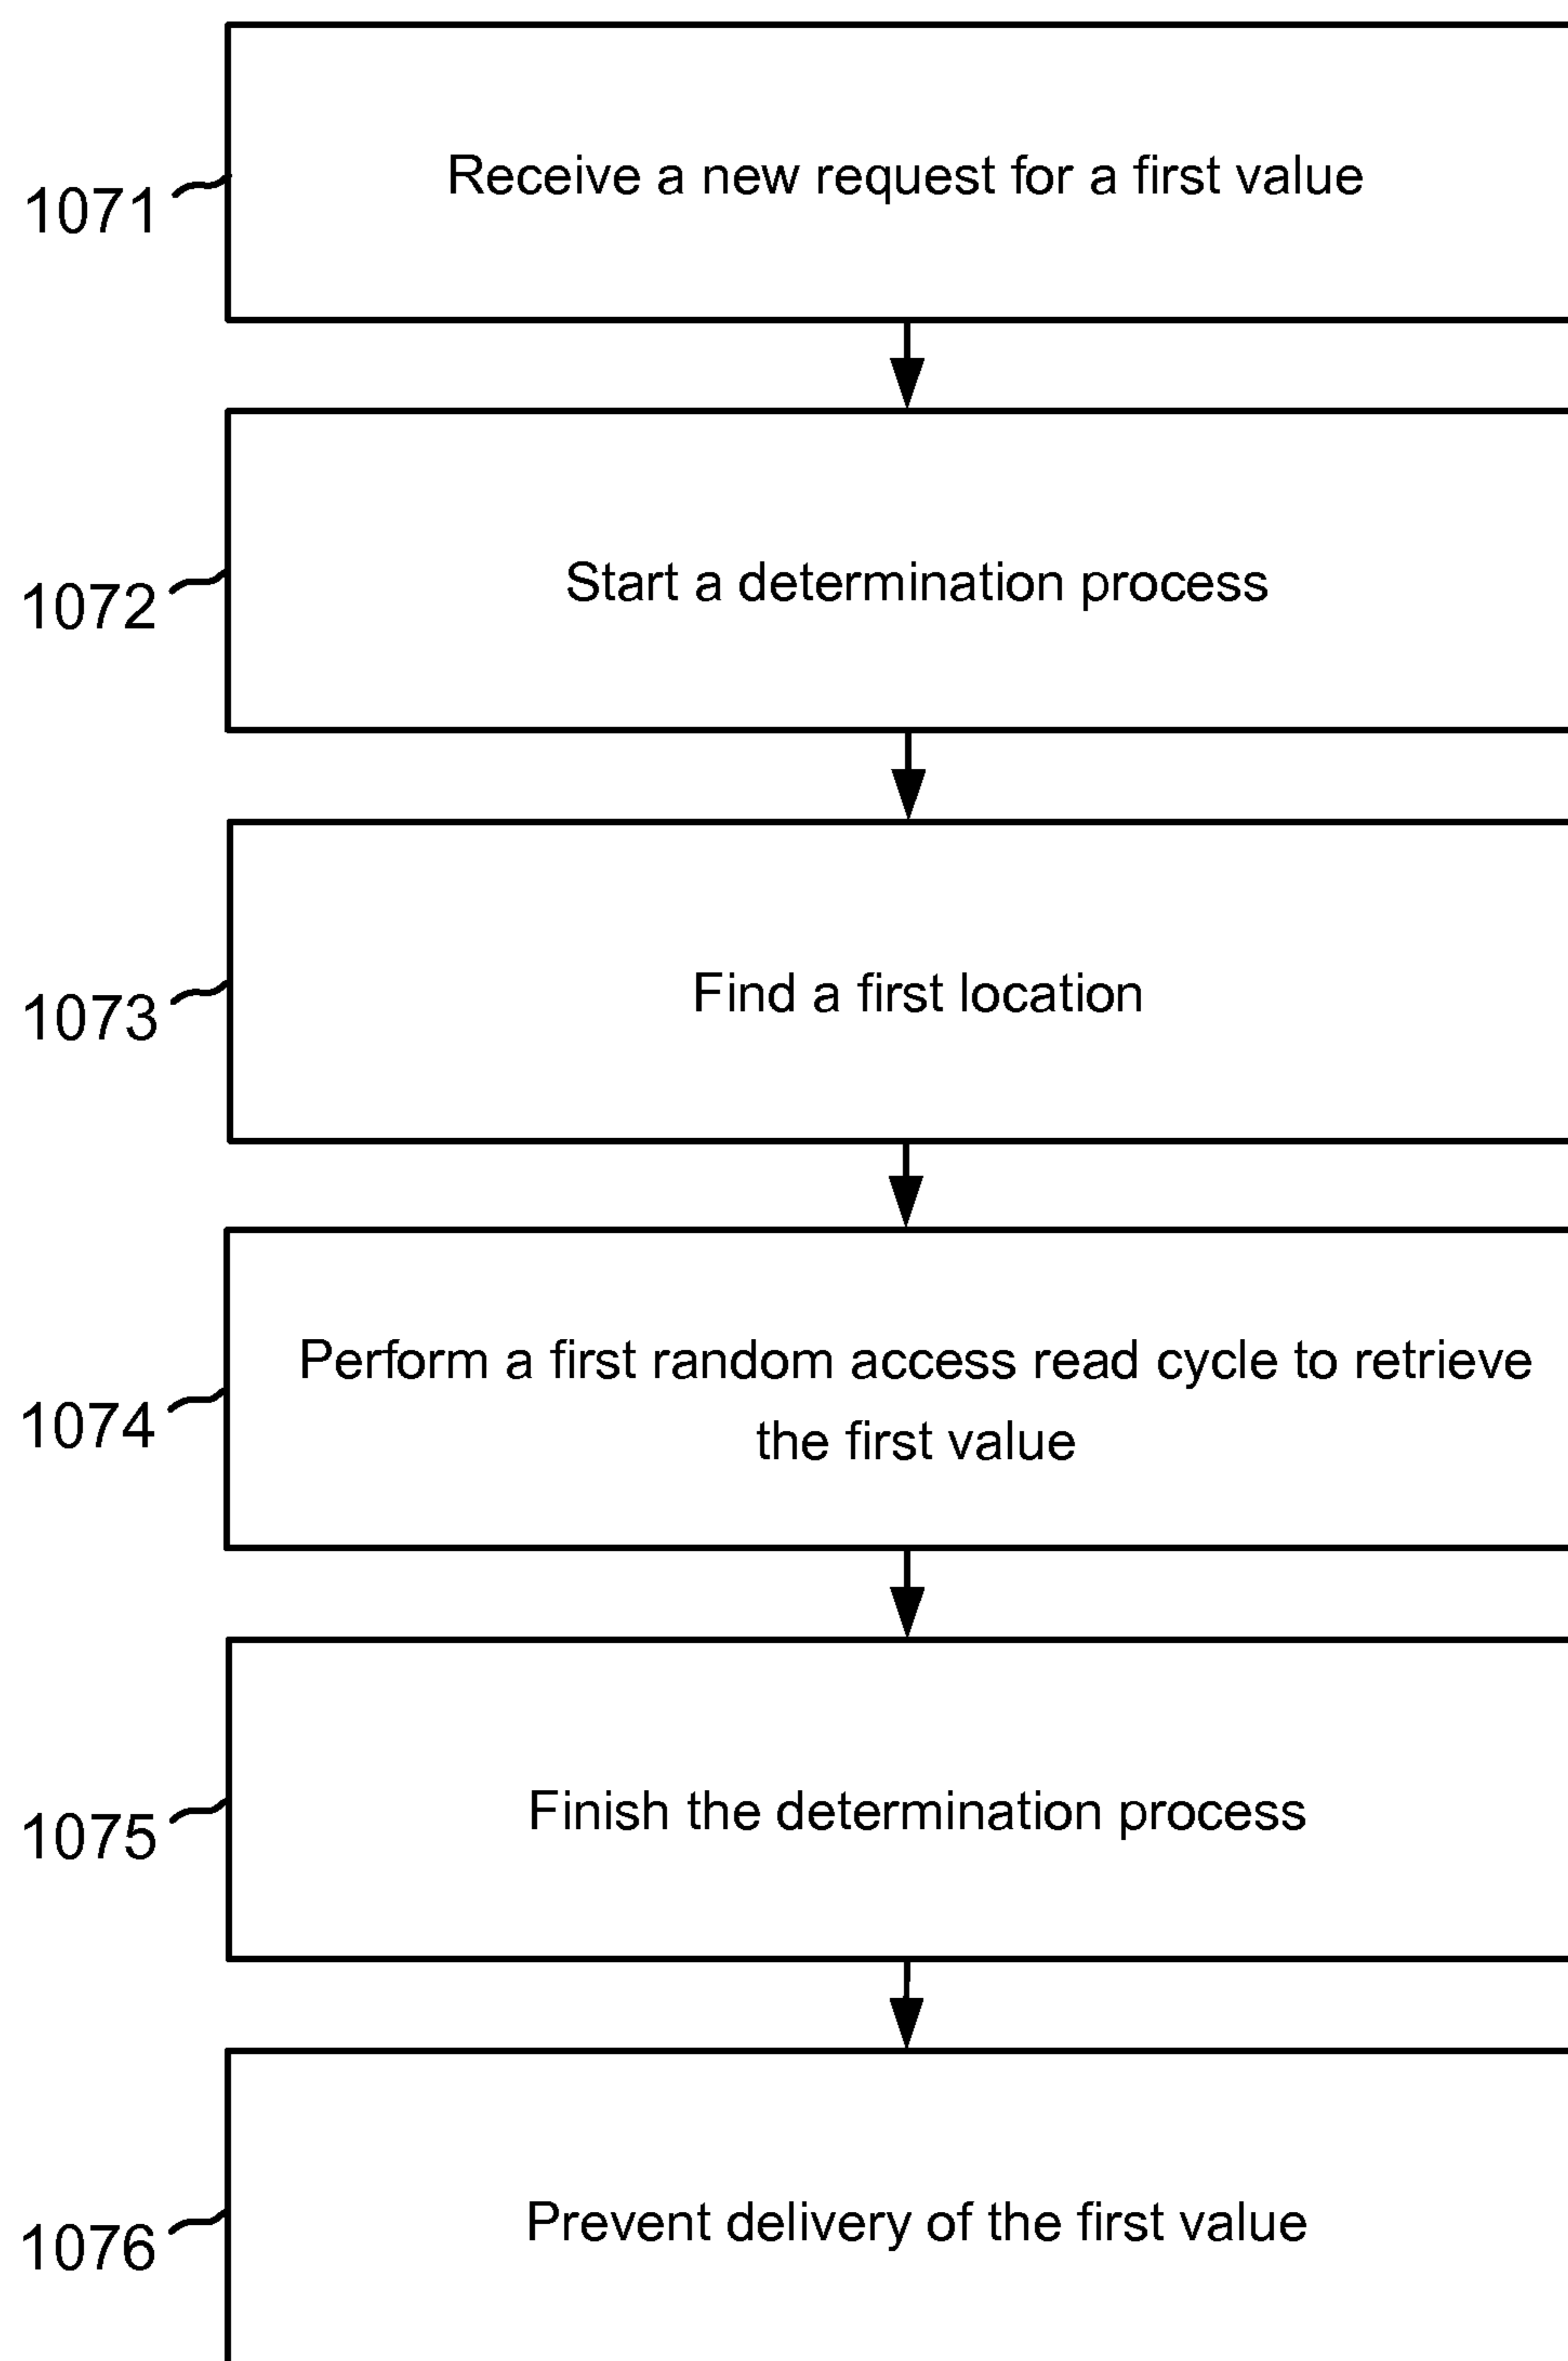 1071
Receive a new request for a first value
1072
Start a determination process
1073
Find a first location
1074
Perform a first random access read cycle to retrieve
the first value
1075
Finish the determination process
1076
Prevent delivery of the first value